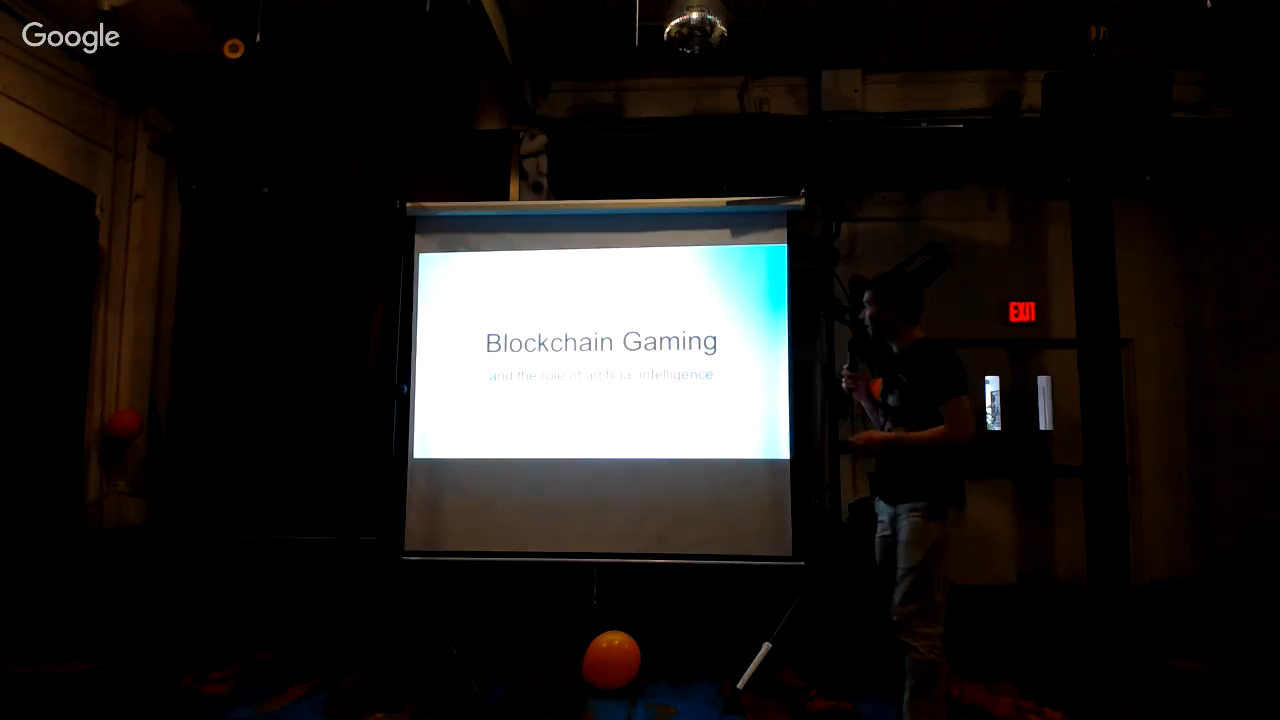 Google
Blockchain Gaming
and the role of artificial intelligence
EXIT